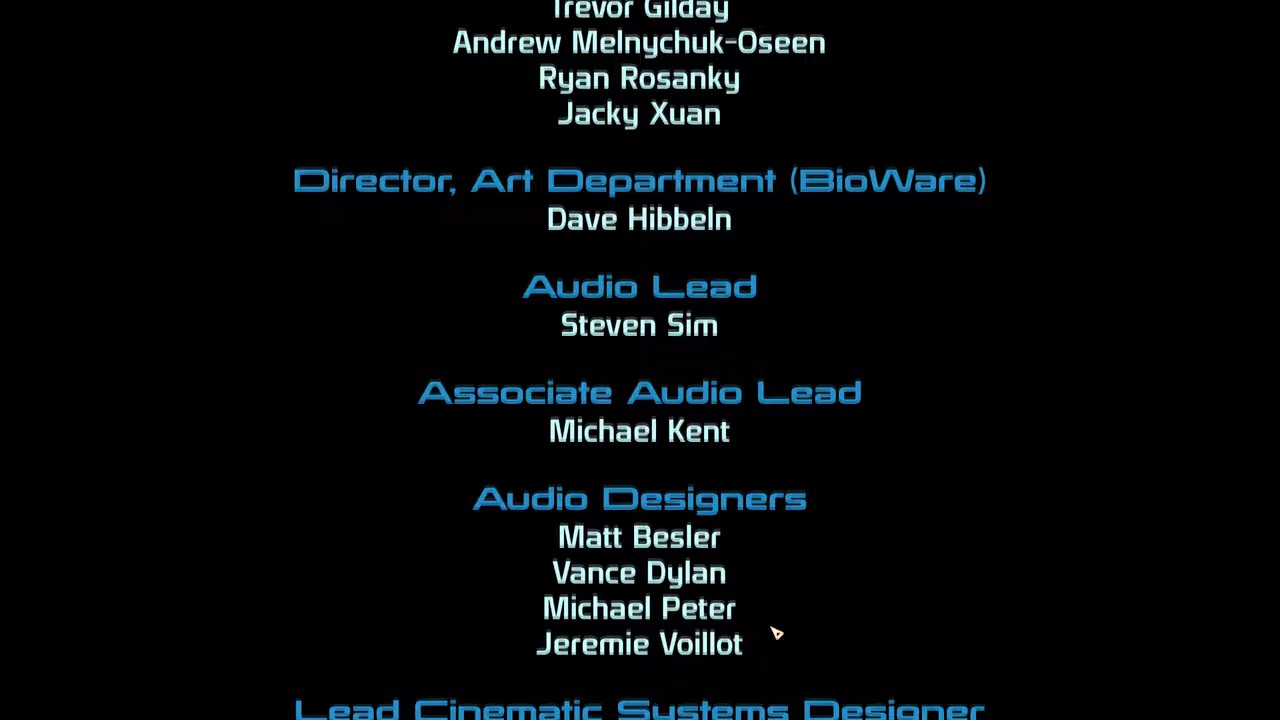 Trevor Gilday
Andrew Melnychuk-Oseen
Ryan Rosanky
Jacky Xuan
Director, Art Department (BioWare)
Dave Hibbeln
Audio Lead
Steven Sim
Associate Audio Lead
Michael Kent
Audio Designers
Matt Besler
Vance Dylan
Michael Peter
Jeremie Voillot
Lead Cinematic Systems Designer